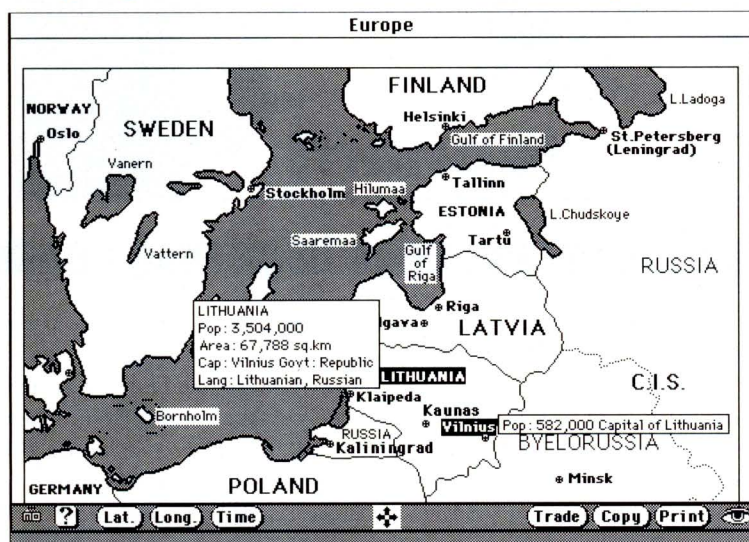 Europe
FINLAND
L.Ladoga
NORWAY
Helsinki
Oslo
SWEDEN
Gulf of Finland
St.Petersberg
(Leningrad)
Vanern
Tallinn
Stockholm
Hilumaa
ESTONIA
L.Chudskoye
Saaremaa
Tartu
Vattern
Gulf
of
Riga
RUSSIA
LITHUANIA
Pop: 3,504,000
Area: 67,788 sq.km
Cap: Vilnius Govt: Republic
Lang: Lithuanian, Russian
Riga
lgava
LATVIA
LITHUANIA
C.I.S.
Klaipeda
Bornholm
Kaunas
Vilnius
Pop: 582,000 Capital of Lithuania
RUSSIA
BYELORUSSIA
Kaliningrad
Minsk
GERMANY
POLAND
?
Lat.
Long.
Time
Trade
Copy
Print